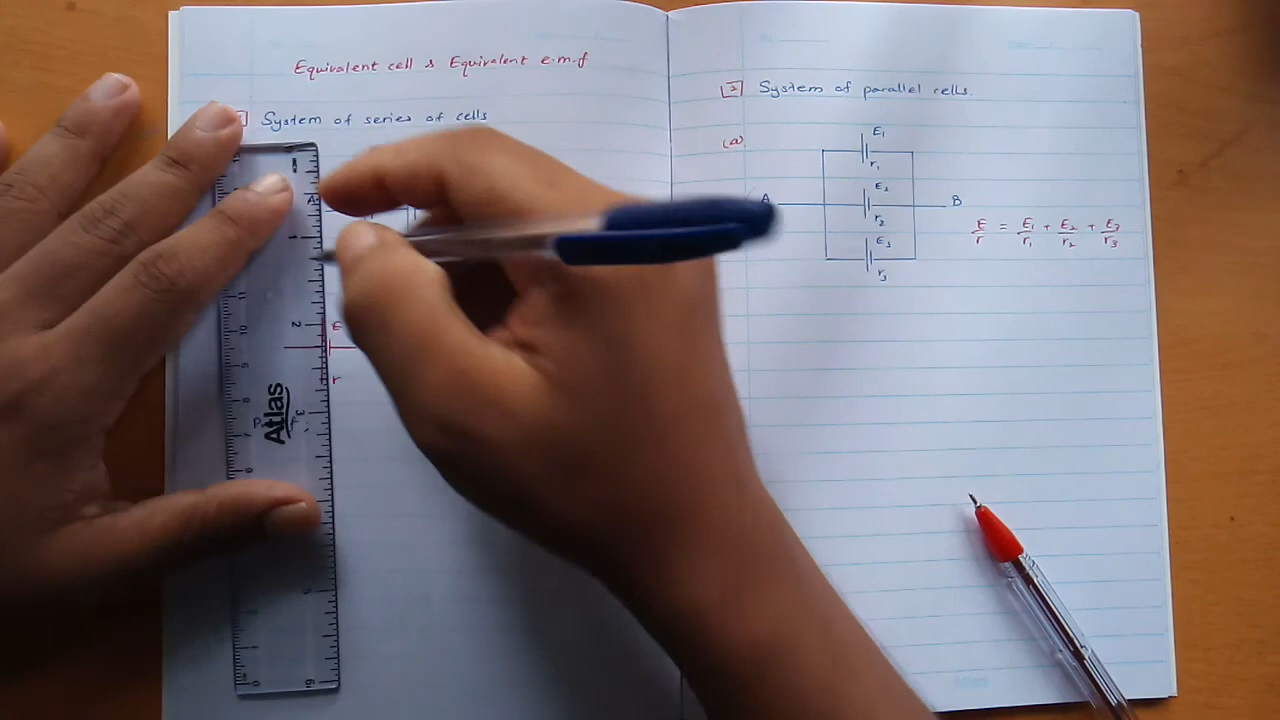 Equivalent cell & Equivalent e.m.f
System of series of cells
A
E
r
Atlas
2 System of parallel cells.
(a)
E1
r1
A
E2
r2
B
E3
r3
E/r = E1/r1 + E2/r2 + E3/r3